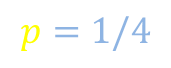 p = 1/4